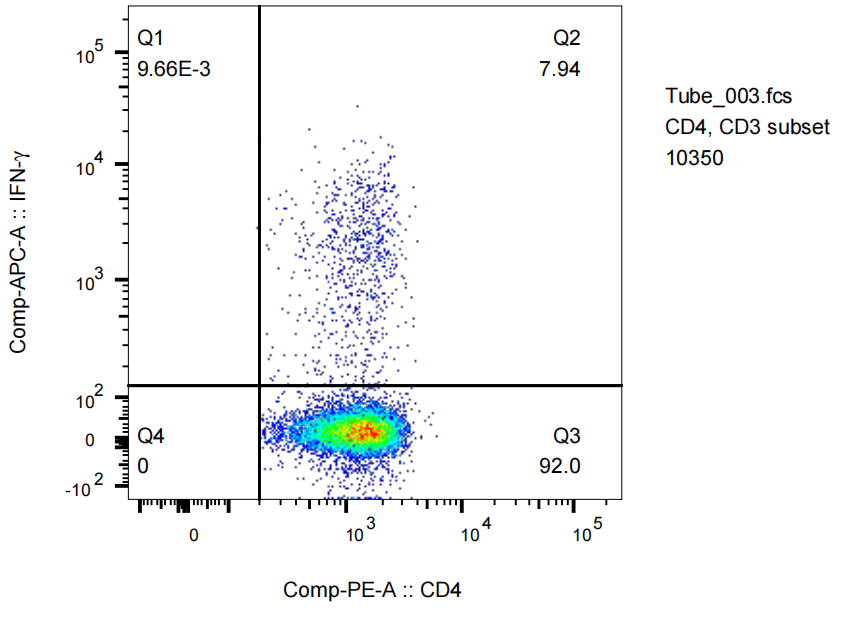 Q1
9.66E-3
Q2
7.94
Tube_003.fcs
CD4, CD3 subset
10350
Comp-APC-A :: IFN-γ
10^5
10^4
10^3
10^2
0
-10^2
Q4
0
Q3
92.0
0
10^3
10^4
10^5
Comp-PE-A :: CD4